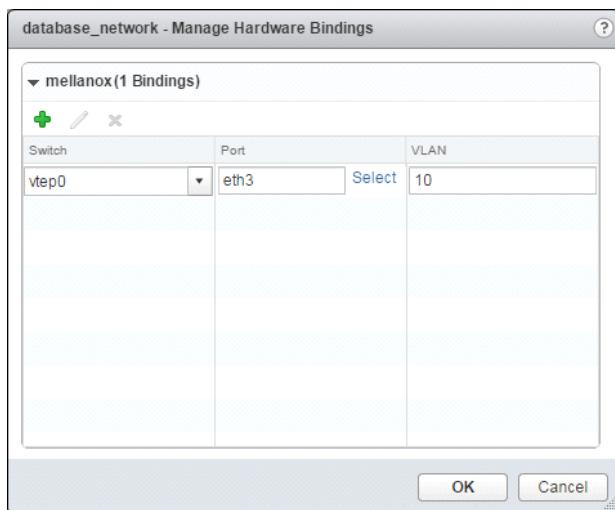 database_network - Manage Hardware Bindings ?
mellanox(1 Bindings)
Switch Port VLAN
vtep0 eth3 Select 10
OK Cancel